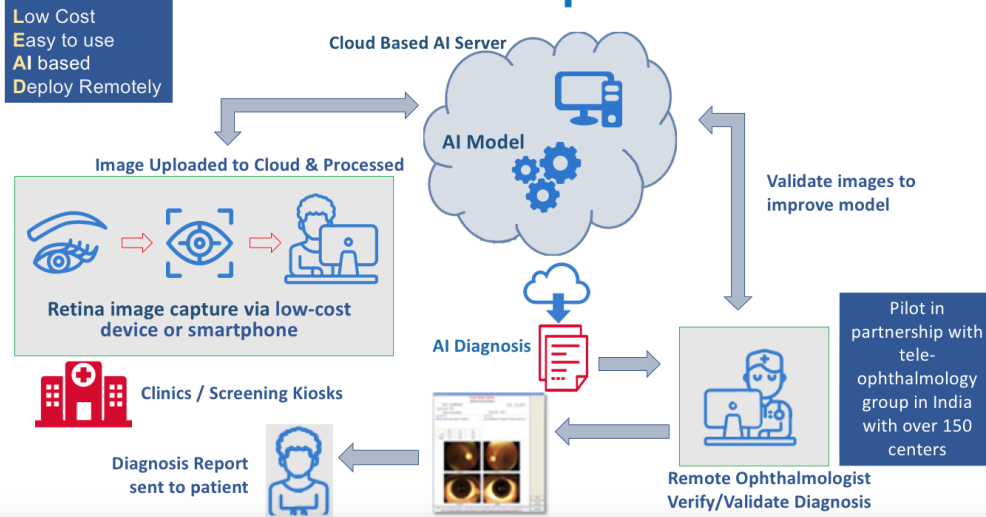 Low Cost
Easy to use
AI based
Deploy Remotely
Cloud Based AI Server
AI Model
Image Uploaded to Cloud & Processed
Retina image capture via low-cost
device or smartphone
Clinics / Screening Kiosks
Validate images to
improve model
AI Diagnosis
Pilot in
partnership with
tele-
ophthalmology
group in India
with over 150
centers
Remote Ophthalmologist
Verify/Validate Diagnosis
Diagnosis Report
sent to patient